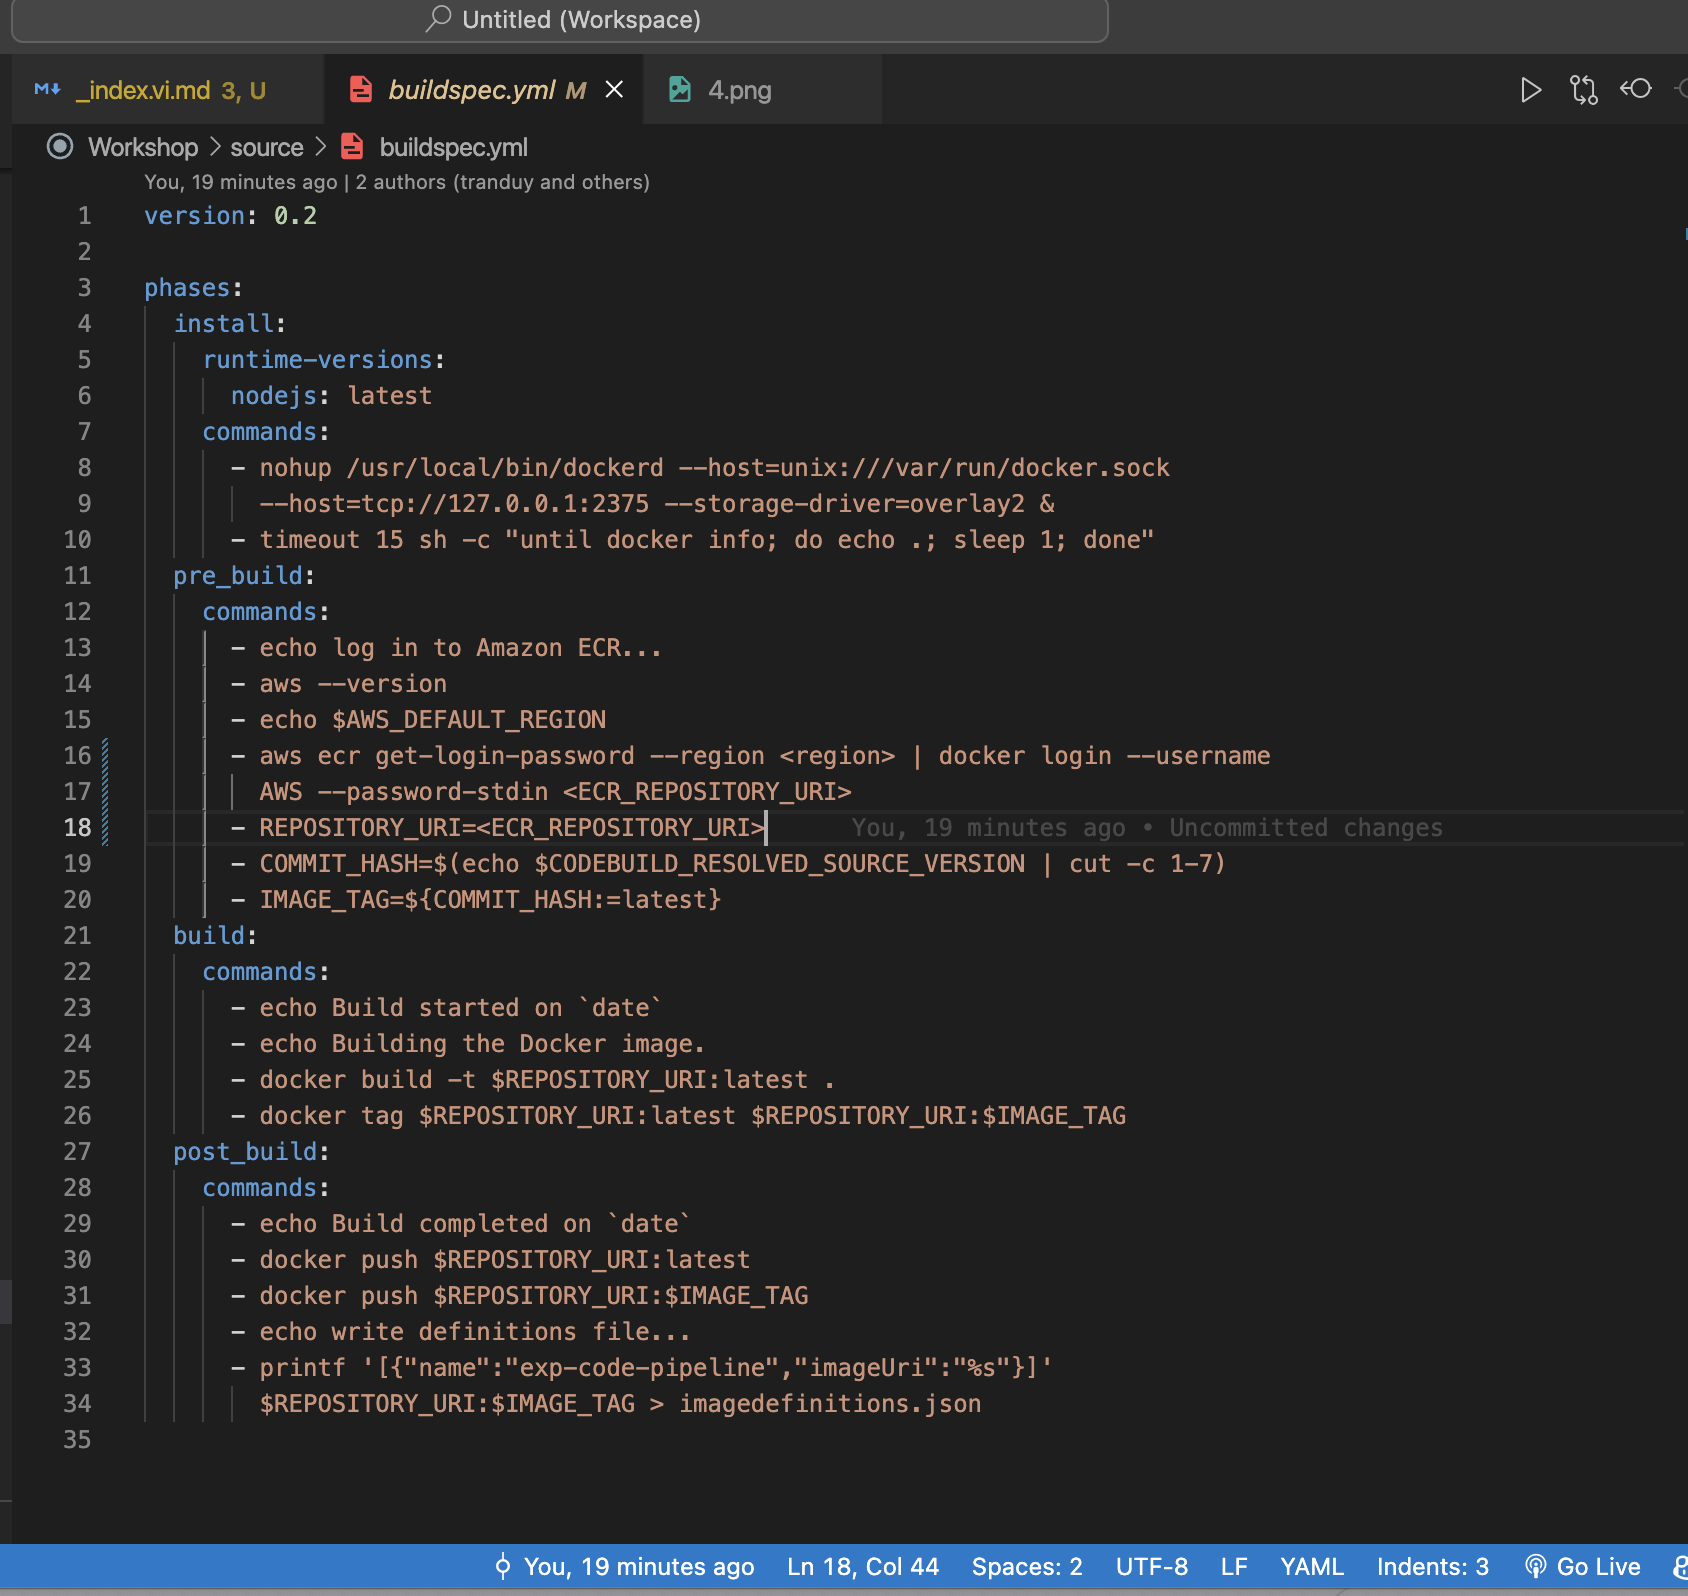 Untitled (Workspace)
_index.vi.md 3, U
buildspec.yml M
4.png
Workshop > source > buildspec.yml
You, 19 minutes ago | 2 authors (tranduy and others)
1 version: 0.2
2
3 phases:
4   install:
5     runtime-versions:
6       nodejs: latest
7     commands:
8       - nohup /usr/local/bin/dockerd --host=unix:///var/run/docker.sock
9         --host=tcp://127.0.0.1:2375 --storage-driver=overlay2 &
10       - timeout 15 sh -c "until docker info; do echo .; sleep 1; done"
11   pre_build:
12     commands:
13       - echo log in to Amazon ECR...
14       - aws --version
15       - echo $AWS_DEFAULT_REGION
16       - aws ecr get-login-password --region <region> | docker login --username
17         AWS --password-stdin <ECR_REPOSITORY_URI>
18       - REPOSITORY_URI=<ECR_REPOSITORY_URI> You, 19 minutes ago • Uncommitted changes
19       - COMMIT_HASH=$(echo $CODEBUILD_RESOLVED_SOURCE_VERSION | cut -c 1-7)
20       - IMAGE_TAG=${COMMIT_HASH:=latest}
21   build:
22     commands:
23       - echo Build started on `date`
24       - echo Building the Docker image.
25       - docker build -t $REPOSITORY_URI:latest .
26       - docker tag $REPOSITORY_URI:latest $REPOSITORY_URI:$IMAGE_TAG
27   post_build:
28     commands:
29       - echo Build completed on `date`
30       - docker push $REPOSITORY_URI:latest
31       - docker push $REPOSITORY_URI:$IMAGE_TAG
32       - echo write definitions file...
33       - printf '[{"name":"exp-code-pipeline","imageUri":"%s"}]'
34         $REPOSITORY_URI:$IMAGE_TAG > imagedefinitions.json
35
You, 19 minutes ago Ln 18, Col 44 Spaces: 2 UTF-8 LF YAML Indents: 3 Go Live